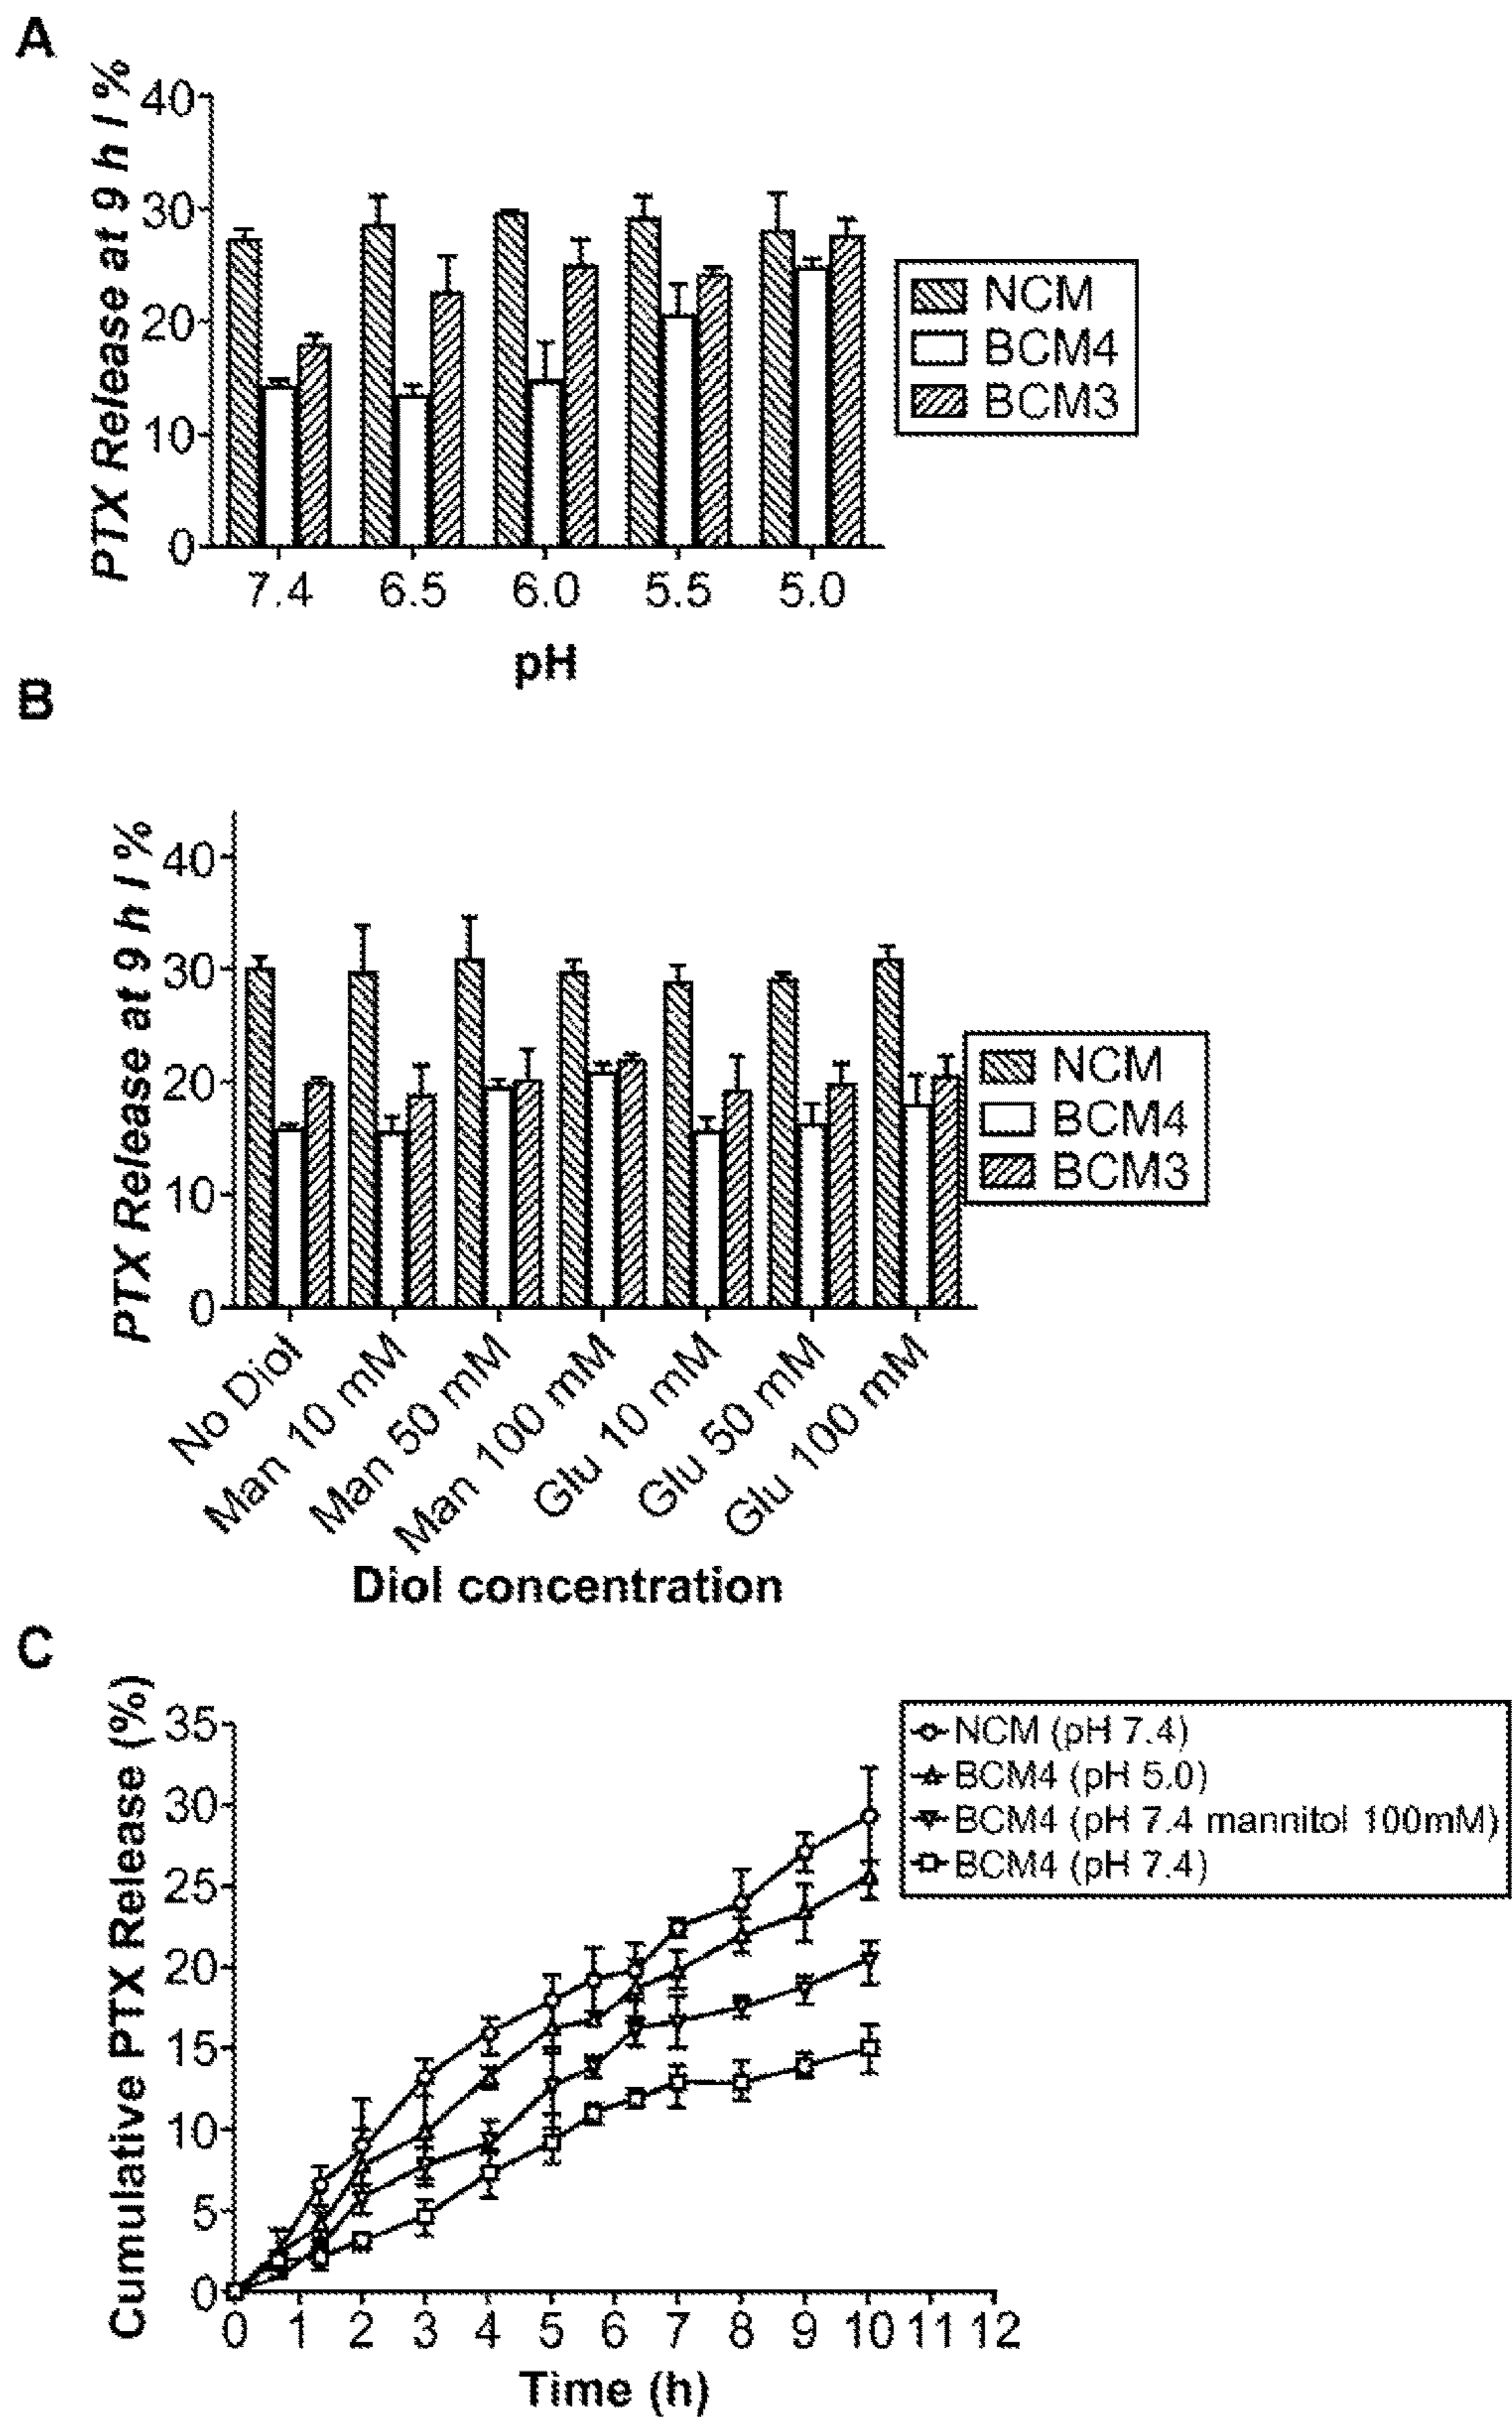 A
PTX Release at 9 h / %
40
30
20
10
0
7.4 6.5 6.0 5.5 5.0
pH
NCM
BCM4
BCM3
B
PTX Release at 9 h / %
40
30
20
10
0
No Diol
Man 10 mM
Man 50 mM
Man 100 mM
Glu 10 mM
Glu 50 mM
Glu 100 mM
Diol concentration
NCM
BCM4
BCM3
C
Cumulative PTX Release (%)
35
30
25
20
15
10
5
0
0 1 2 3 4 5 6 7 8 9 10 11 12
Time (h)
NCM (pH 7.4)
BCM4 (pH 5.0)
BCM4 (pH 7.4 mannitol 100mM)
BCM4 (pH 7.4)